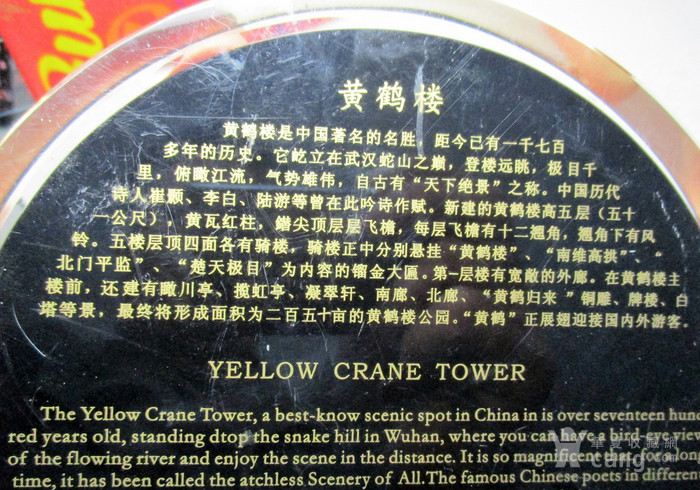 黄鹤楼
黄鹤楼是中国著名的名胜，距今已有一千七百
多年的历史。它屹立在武汉蛇山之巅，登楼远眺，极目千
里，俯瞰江流，气势雄伟，自古有“天下绝景”之称。中国历代
诗人崔颢、李白、陆游等曾在此吟诗作赋。新建的黄鹤楼高五层（五十
一公尺），黄瓦红柱，鐟尖顶层层飞檐，每层飞檐有十二翘角，翘角下有风
铃。五楼层顶四面各有骑楼，骑楼正中分别悬挂“黄鹤楼”、“南维高拱”、“
北门平监”、“楚天极目”为内容的镏金大匾。第一层楼有宽敞的外廊。在黄鹤楼主
楼前，还建有瞰川亭、揽虹亭、凝翠轩、南廊、北廊、“黄鹤归来 ”铜雕、牌楼、白
塔等景，最终将形成面积为二百五十亩的黄鹤楼公园。“黄鹤”正展翅迎接国内外游客.
YELLOW CRANE TOWER
The Yellow Crane Tower, a best-know scenic spot in China in is over seventeen hund
red years old, standing dtop the snake hill in Wuhan, where you can have a bird-eye view
of the flowing river and enjoy the scene in the distance. It is so magnificent that, for a long
time, it has been called the atchless Scenery of All.The famous Chinese poets in different
华夏收藏网